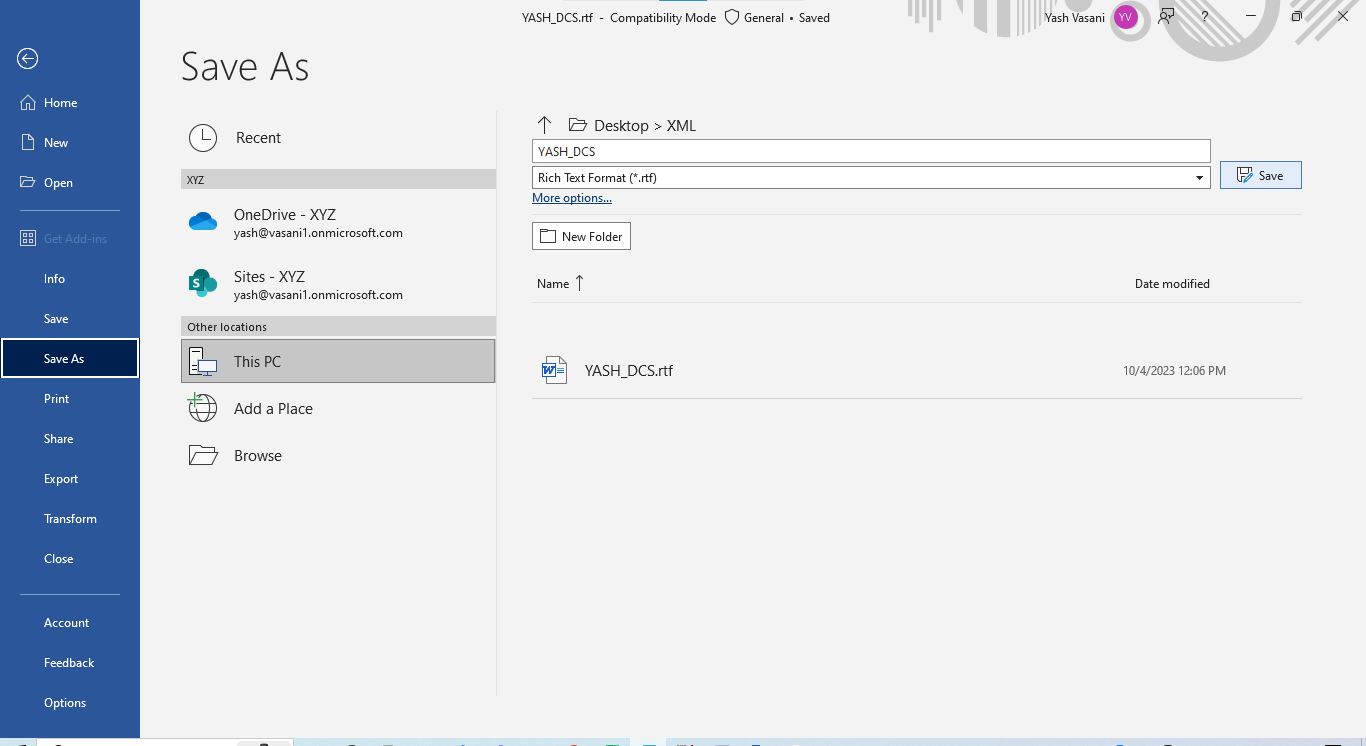 YASH_DCS.rtf - Compatibility Mode General • Saved
Yash Vasani YV ?
Save As
Home
New
Open
Get Add-ins
Info
Save
Save As
Print
Share
Export
Transform
Close
Account
Feedback
Options
Recent
XYZ
OneDrive - XYZ
yash@vasani1.onmicrosoft.com
S
Sites - XYZ
yash@vasani1.onmicrosoft.com
Other locations
This PC
Add a Place
Browse
Desktop > XML
YASH_DCS
Rich Text Format (*.rtf)
Save
More options...
New Folder
Name Date modified
W YASH_DCS.rtf 10/4/2023 12:06 PM